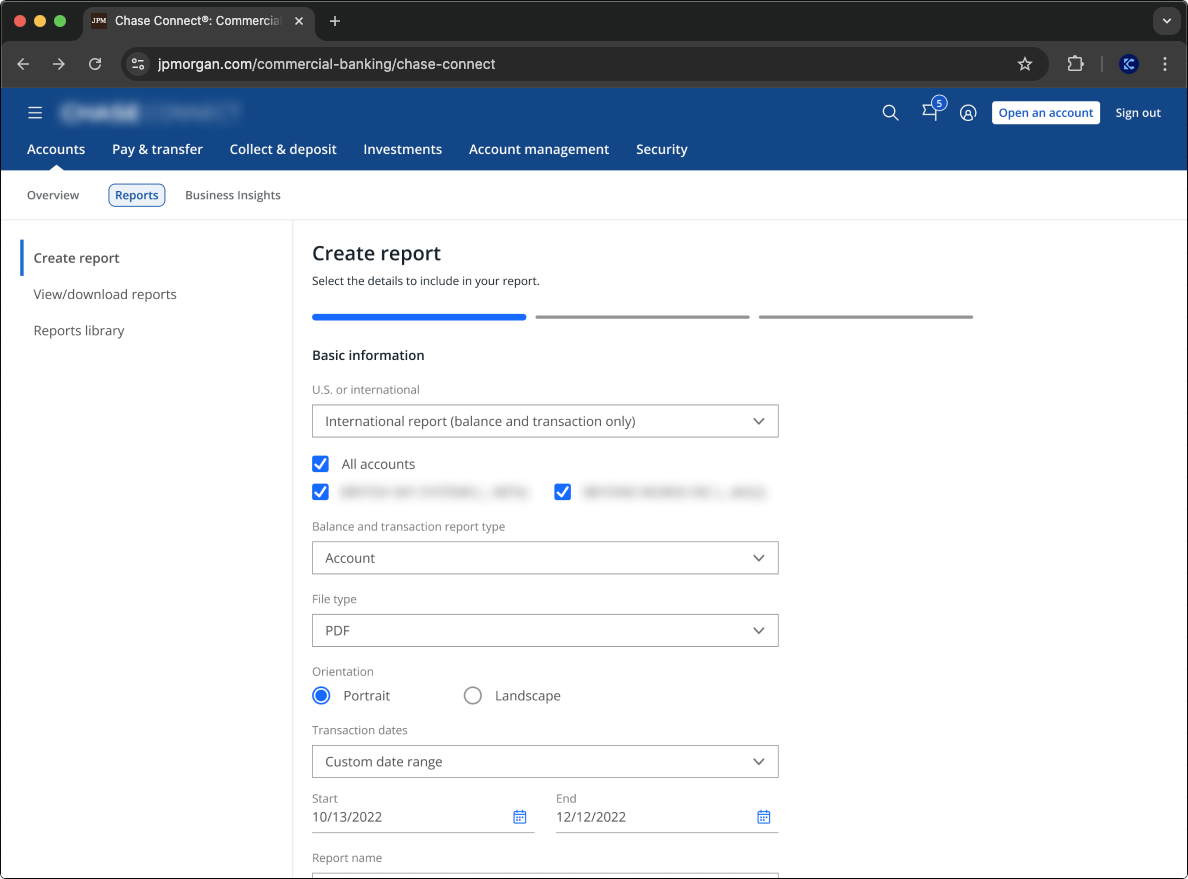 JPM Chase Connect®: Commercial
jpmorgan.com/commercial-banking/chase-connect
CHASE CONNECT
5
Open an account
Sign out
Accounts Pay & transfer Collect & deposit Investments Account management Security
Overview Reports Business Insights
Create report
View/download reports
Reports library
Create report
Select the details to include in your report.
Basic information
U.S. or international
International report (balance and transaction only)
All accounts
Balance and transaction report type
Account
File type
PDF
Orientation
Portrait Landscape
Transaction dates
Custom date range
Start End
10/13/2022 12/12/2022
Report name